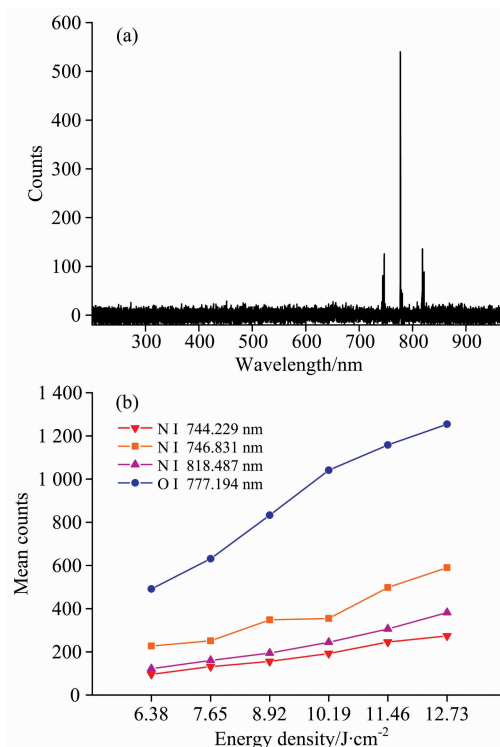 (a)
600
500
400
300
200
100
0
Counts
300 400 500 600 700 800 900
Wavelength/nm
(b)
1 400
1 200
1 000
800
600
400
200
0
Mean counts
N I 744.229 nm
N I 746.831 nm
N I 818.487 nm
O I 777.194 nm
6.38 7.65 8.92 10.19 11.46 12.73
Energy density/J·cm⁻²